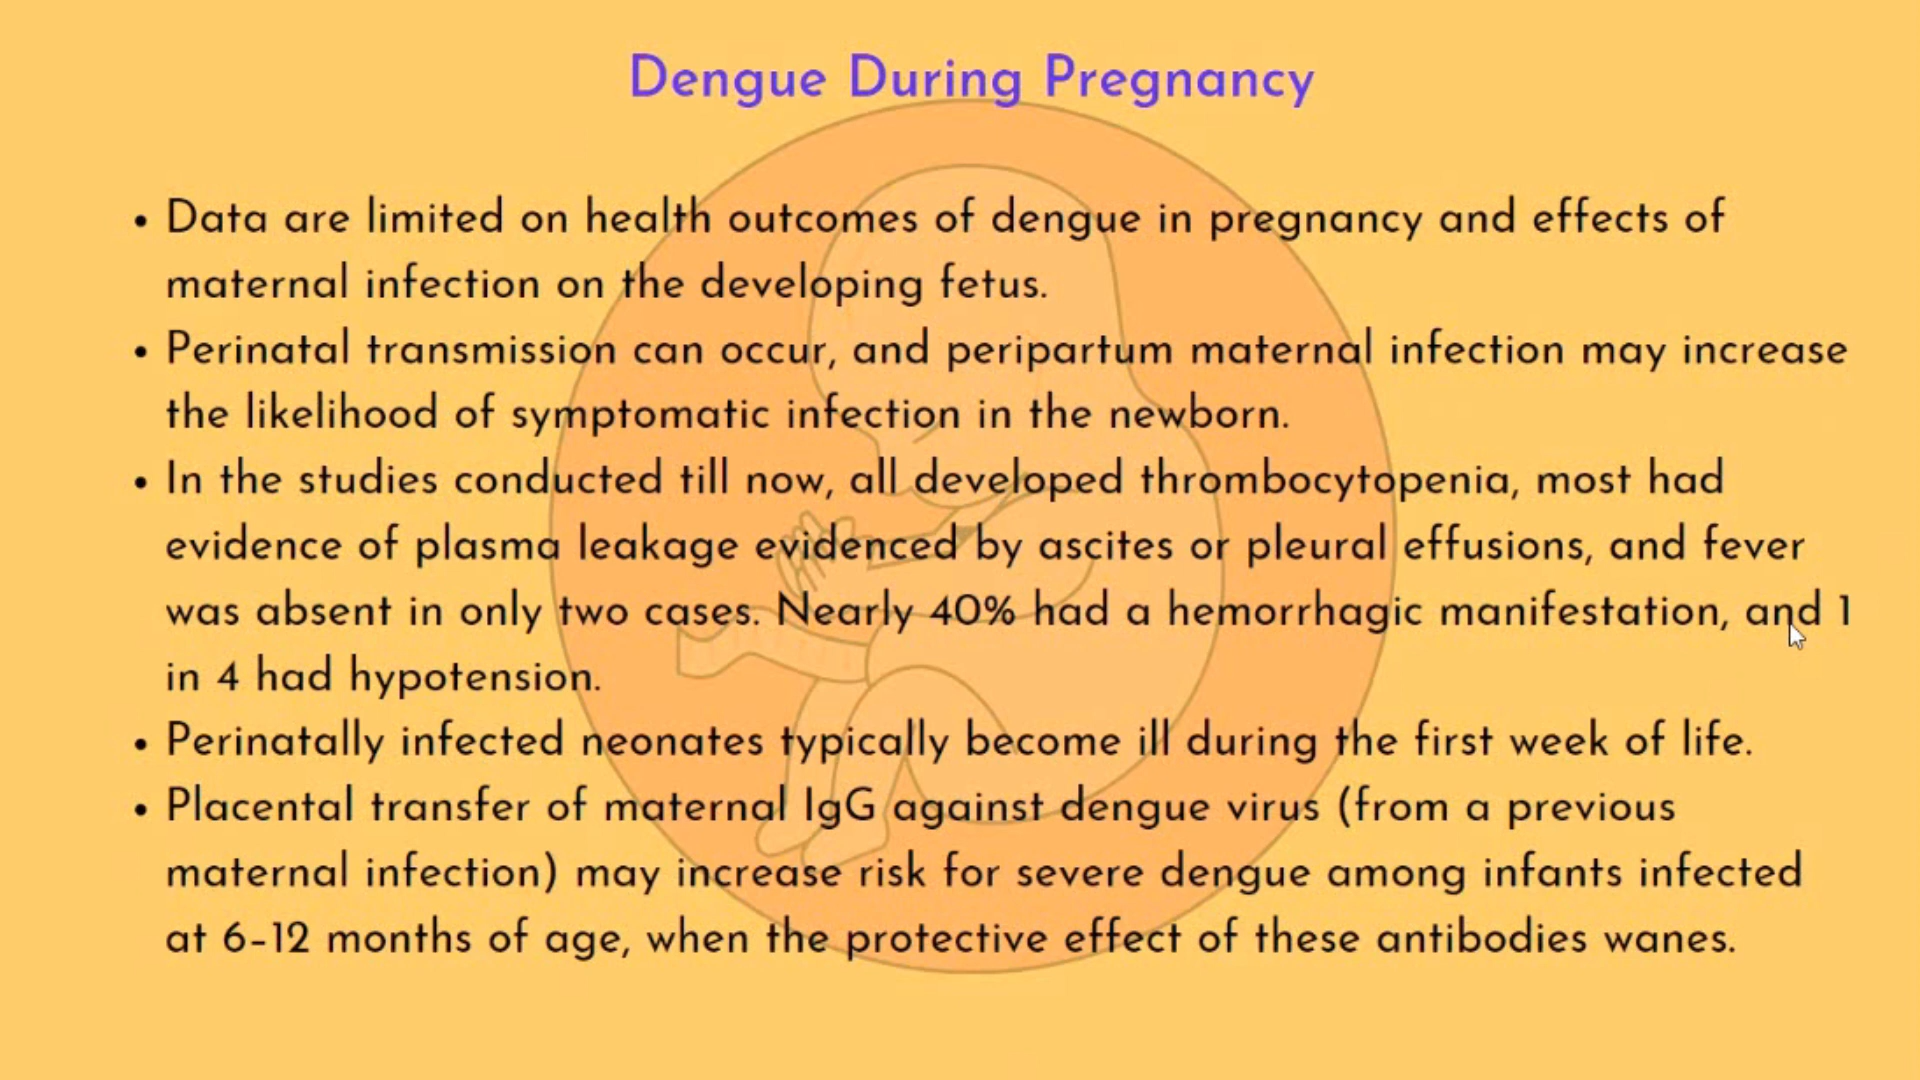 Dengue During Pregnancy
• Data are limited on health outcomes of dengue in pregnancy and effects of
maternal infection on the developing fetus.
• Perinatal transmission can occur, and peripartum maternal infection may increase
the likelihood of symptomatic infection in the newborn.
• In the studies conducted till now, all developed thrombocytopenia, most had
evidence of plasma leakage evidenced by ascites or pleural effusions, and fever
was absent in only two cases. Nearly 40% had a hemorrhagic manifestation, and 1
in 4 had hypotension.
• Perinatally infected neonates typically become ill during the first week of life.
• Placental transfer of maternal IgG against dengue virus (from a previous
maternal infection) may increase risk for severe dengue among infants infected
at 6–12 months of age, when the protective effect of these antibodies wanes.